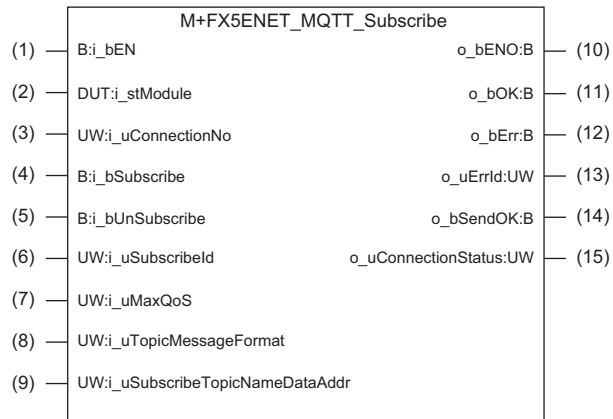 M+FX5ENET_MQTT_Subscribe
(1) B:i_bEN o_bENO:B (10)
(2) DUT:i_stModule o_bOK:B (11)
(3) UW:i_uConnectionNo o_bErr:B (12)
(4) B:i_bSubscribe o_uErrId:UW (13)
(5) B:i_bUnSubscribe o_bSendOK:B (14)
(6) UW:i_uSubscribeId o_uConnectionStatus:UW (15)
(7) UW:i_uMaxQoS
(8) UW:i_uTopicMessageFormat
(9) UW:i_uSubscribeTopicNameDataAddr